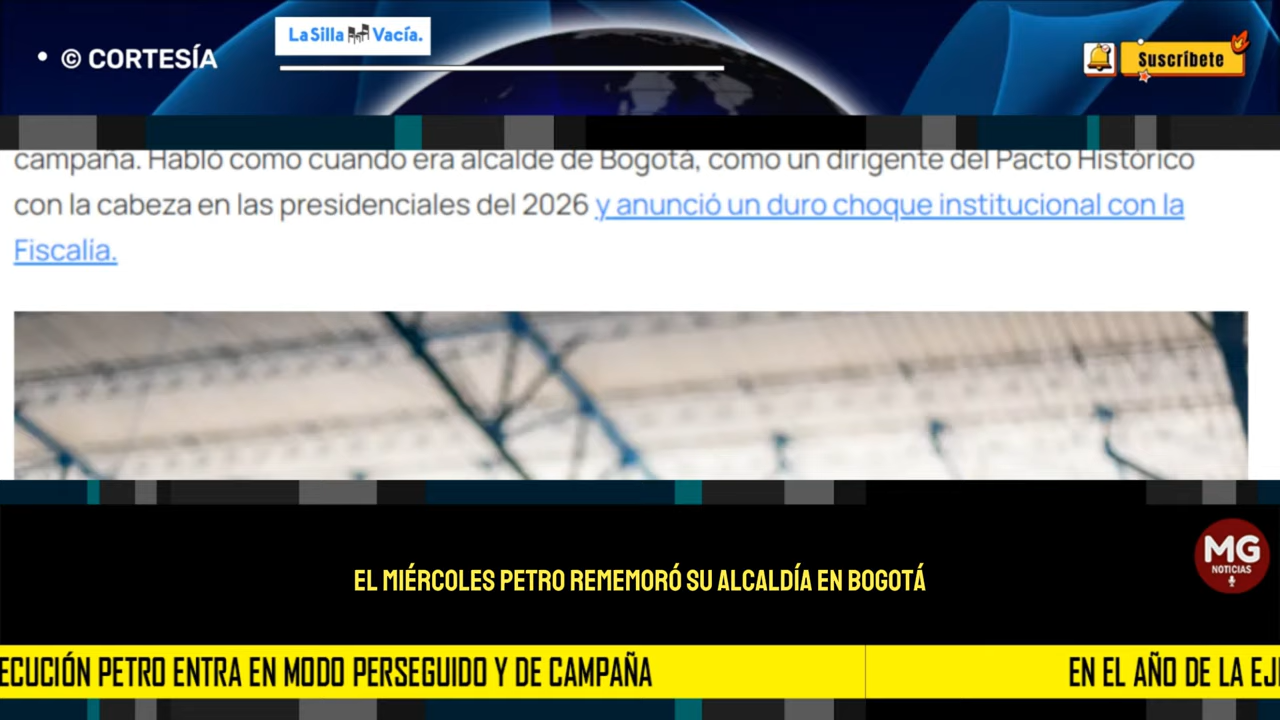 • © CORTESÍA
La Silla Vacía.
Suscríbete
campaña. Habló como cuando era alcalde de Bogotá, como un dirigente del Pacto Histórico
con la cabeza en las presidenciales del 2026 y anunció un duro choque institucional con la
Fiscalía.
EL MIÉRCOLES PETRO REMEMORÓ SU ALCALDÍA EN BOGOTÁ
MG
NOTICIAS
ECUCIÓN PETRO ENTRA EN MODO PERSEGUIDO Y DE CAMPAÑA
EN EL AÑO DE LA EJ